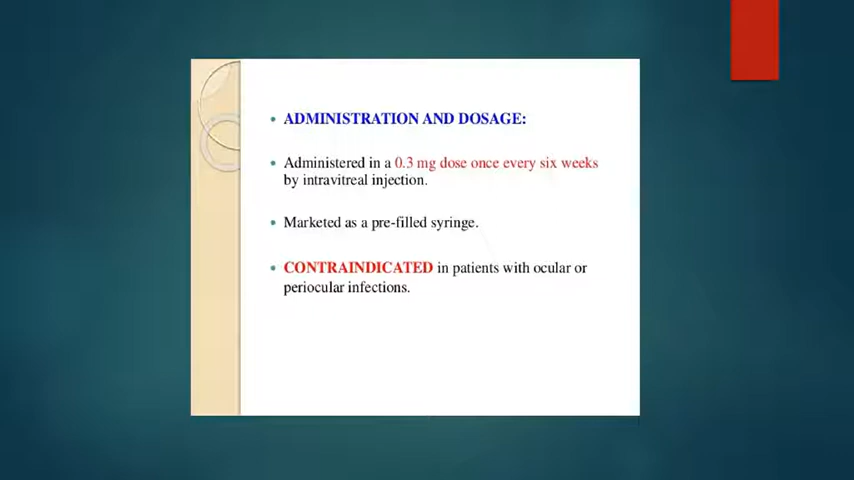 ADMINISTRATION AND DOSAGE:
Administered in a 0.3 mg dose once every six weeks
by intravitreal injection.
Marketed as a pre-filled syringe.
CONTRAINDICATED in patients with ocular or
periocular infections.